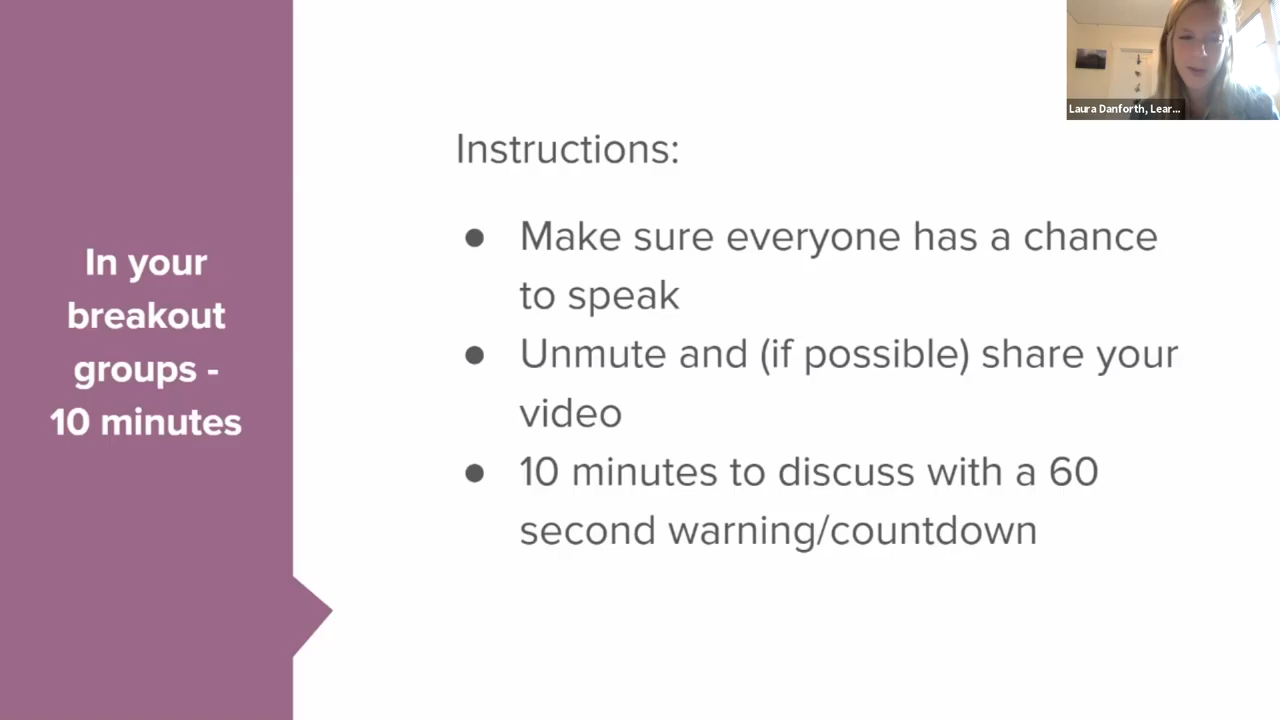 In your
breakout
groups -
10 minutes
Instructions:
● Make sure everyone has a chance
to speak
● Unmute and (if possible) share your
video
● 10 minutes to discuss with a 60
second warning/countdown
Laura Danforth, Lear...